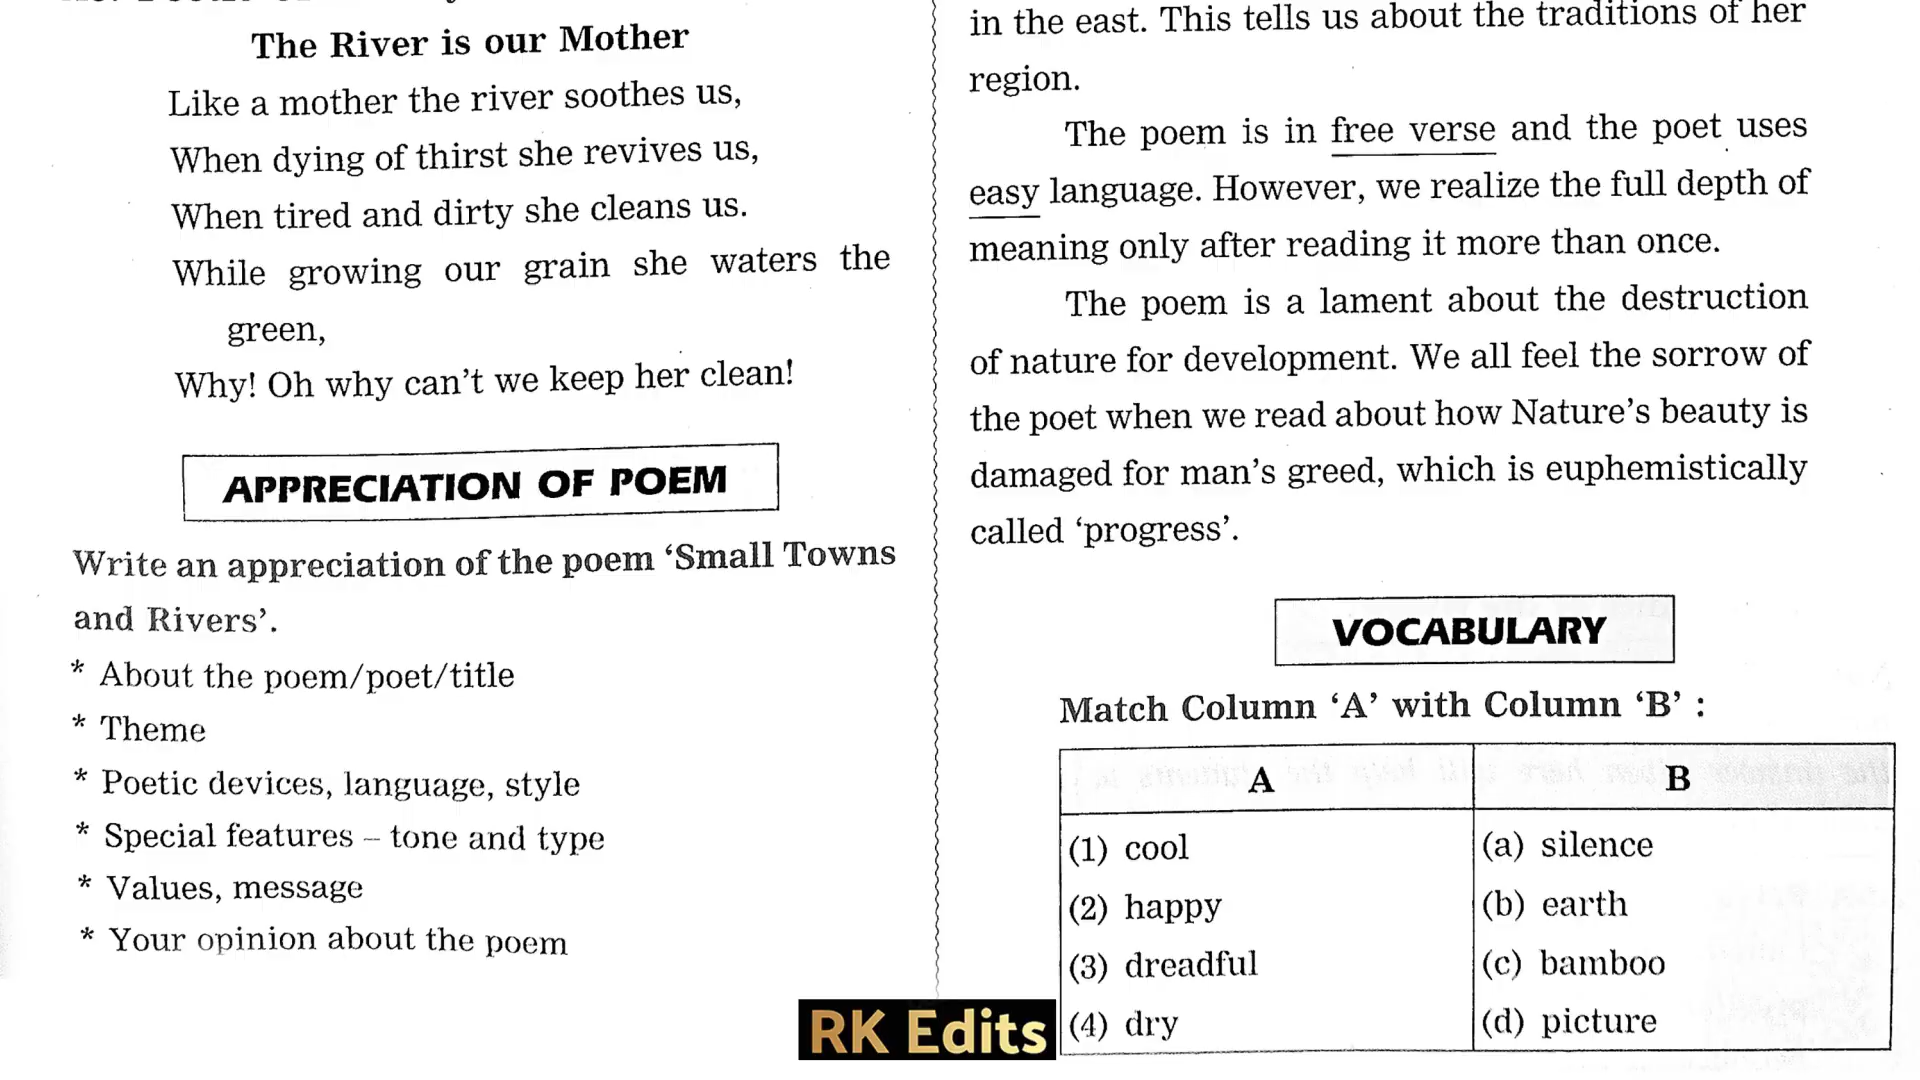 The River is our Mother
Like a mother the river soothes us,
When dying of thirst she revives us,
When tired and dirty she cleans us.
While growing our grain she waters the
green,
Why! Oh why can't we keep her clean!
APPRECIATION OF POEM
Write an appreciation of the poem 'Small Towns
and Rivers'.
* About the poem/poet/title
* Theme
* Poetic devices, language, style
* Special features – tone and type
* Values, message
* Your opinion about the poem
in the east. This tells us about the traditions of her
region.
The poem is in free verse and the poet uses
easy language. However, we realize the full depth of
meaning only after reading it more than once.
The poem is a lament about the destruction
of nature for development. We all feel the sorrow of
the poet when we read about how Nature's beauty is
damaged for man's greed, which is euphemistically
called 'progress'.
VOCABULARY
Match Column 'A' with Column 'B' :
A B
(1) cool (a) silence
(2) happy (b) earth
(3) dreadful (c) bamboo
(4) dry (d) picture
RK Edits